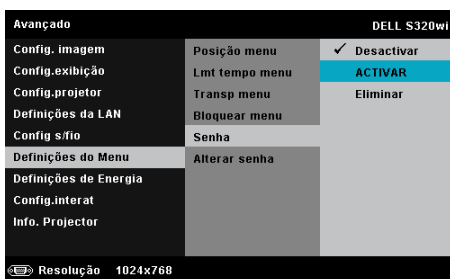 Avançado DELL S320wi
Config. imagem Posição menu ✓ Desactivar
Config.exibição Lmt tempo menu ACTIVAR
Config.projetor Transp menu Eliminar
Definições da LAN Bloquear menu
Config s/fio Senha
Definições do Menu Alterar senha
Definições de Energia
Config.interat
Info. Projector
Resolução 1024x768